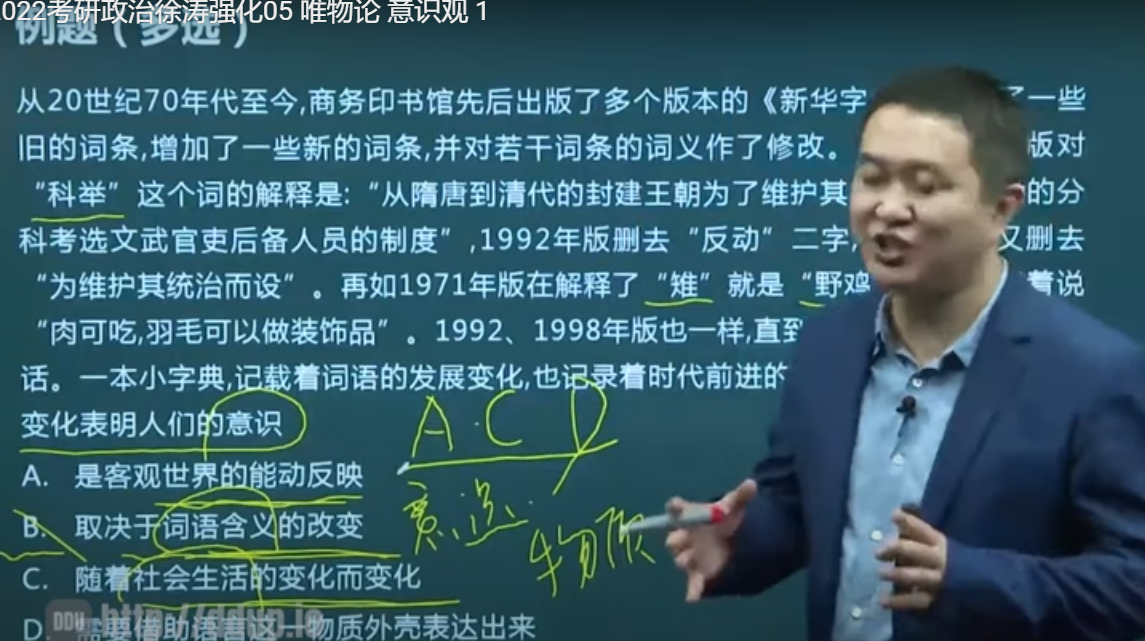 2022考研政治徐涛强化05 唯物论 意识观 1
例题（多选）
从20世纪70年代至今,商务印书馆先后出版了多个版本的《新华字 了一些
旧的词条,增加了一些新的词条,并对若干词条的词义作了修改。 版对
“科举”这个词的解释是:“从隋唐到清代的封建王朝为了维护其 的分
科考选文武官吏后备人员的制度”,1992年版删去“反动”二字, 又删去
“为维护其统治而设”。再如1971年版在解释了“雉”就是“野鸡 着说
“肉可吃,羽毛可以做装饰品”。1992、1998年版也一样,直到
话。一本小字典,记载着词语的发展变化,也记录着时代前进的
变化表明人们的意识
A.C D
A. 是客观世界的能动反映
意识
B. 取决于词语含义的改变
物质
C. 随着社会生活的变化而变化
D. 需要借助语言这一物质外壳表达出来
DDU http://ddvip.io